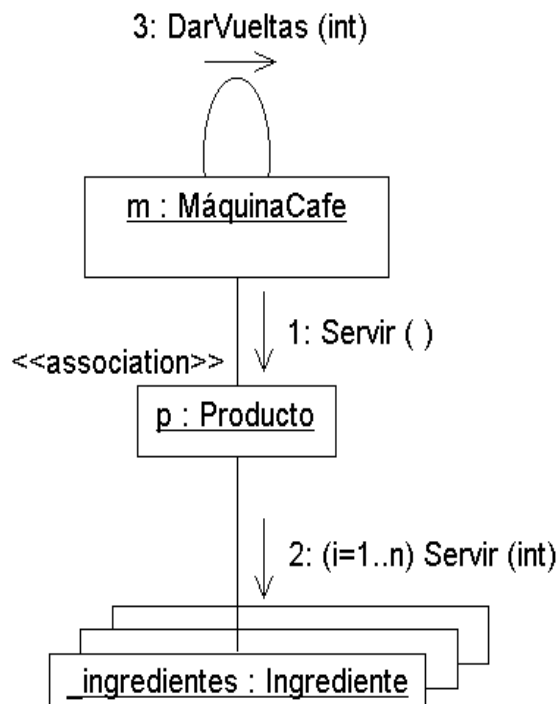 3: DarVueltas (int)
m : MáquinaCafe
1: Servir ( )
<<association>>
p : Producto
2: (i=1..n) Servir (int)
_ingredientes : Ingrediente